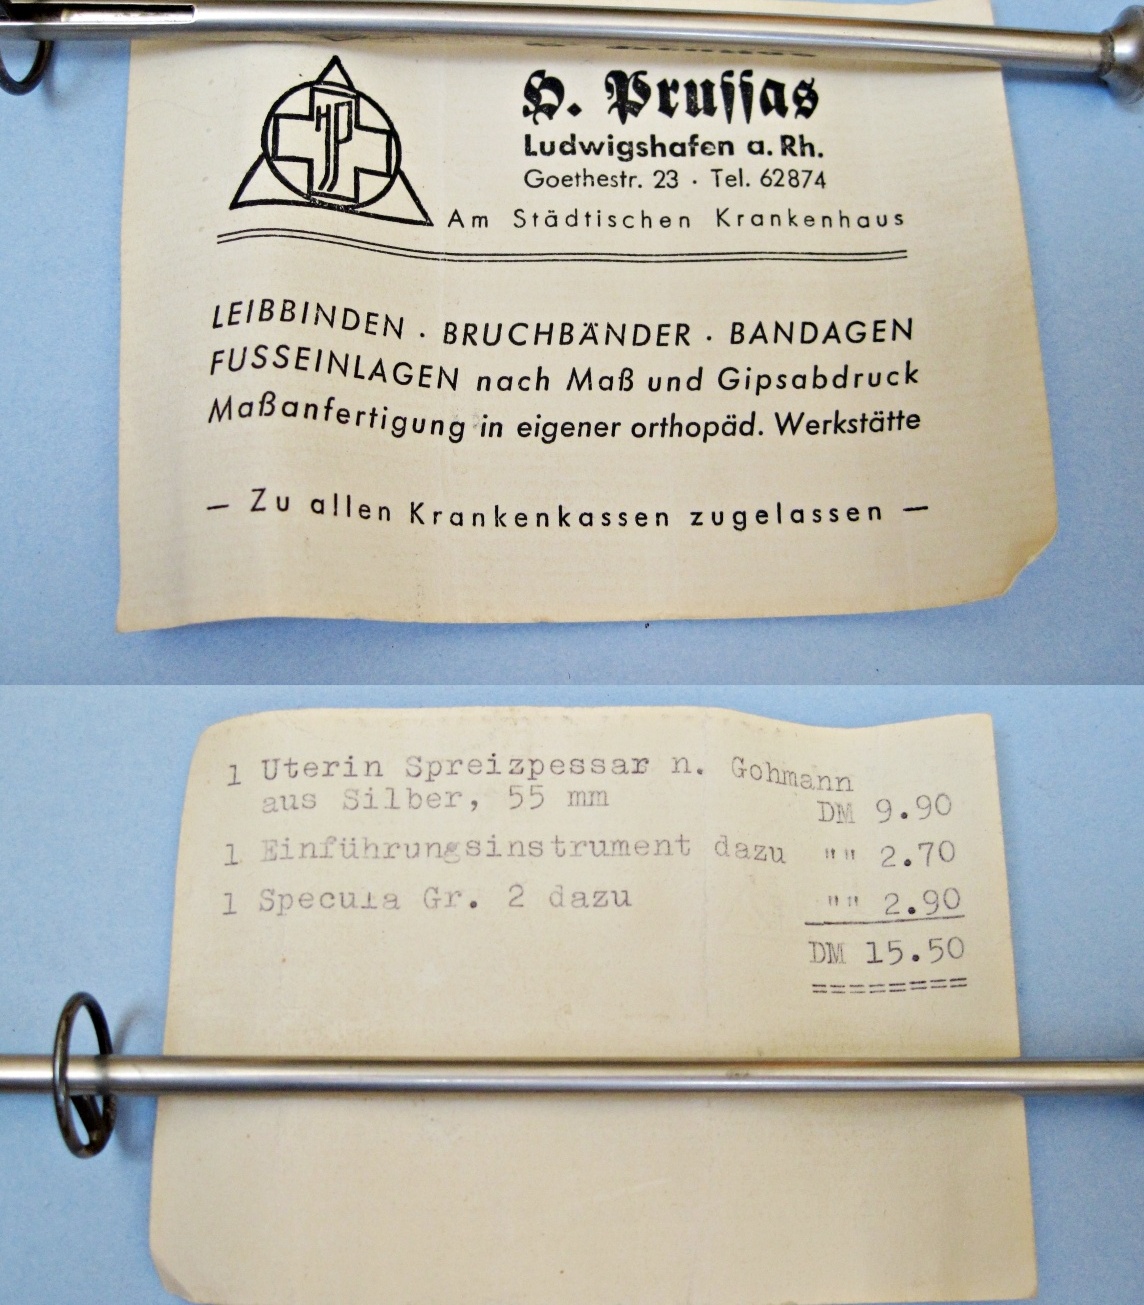 HP
H. Prussas
Ludwigshafen a. Rh.
Goethestr. 23 · Tel. 62874
Am Städtischen Krankenhaus
LEIBBINDEN · BRUCHBÄNDER · BANDAGEN
FUSSEINLAGEN nach Maß und Gipsabdruck
Maßanfertigung in eigener orthopäd. Werkstätte
— Zu allen Krankenkassen zugelassen —
1 Uterin Spreizpessar n. Gohmann
aus Silber, 55 mm DM 9.90
1 Einführungsinstrument dazu "" 2.70
1 Specula Gr. 2 dazu "" 2.90
DM 15.50
========